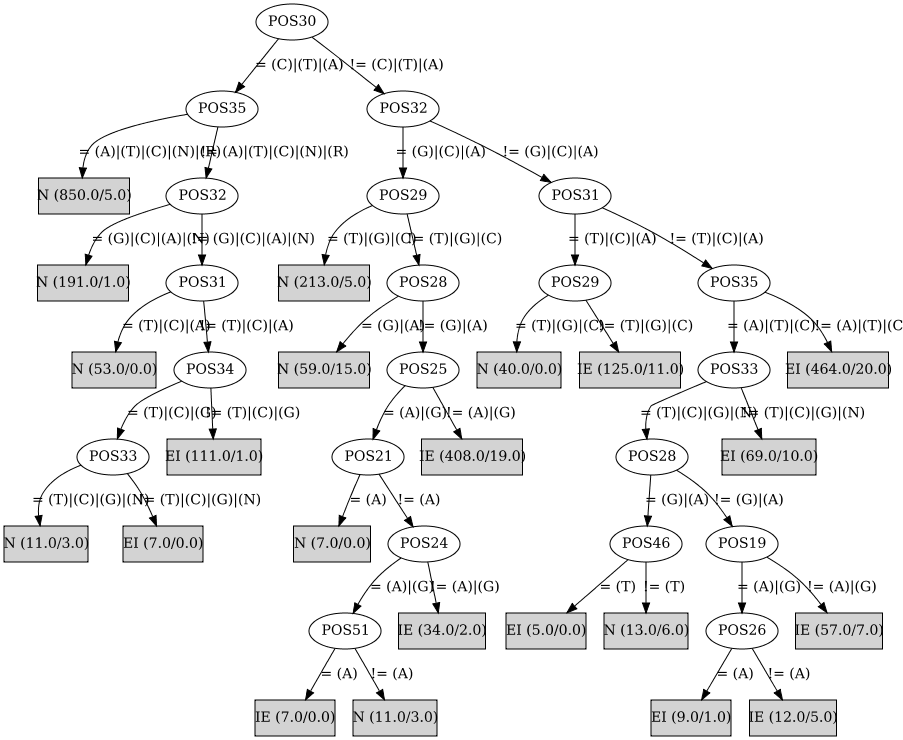 POS30
= (C)|(T)|(A)
!= (C)|(T)|(A)
POS35
POS32
= (A)|(T)|(C)|(N)|(R)
!= (A)|(T)|(C)|(N)|(R)
= (G)|(C)|(A)
!= (G)|(C)|(A)
N (850.0/5.0)
POS32
POS29
POS31
= (G)|(C)|(A)|(N)
!= (G)|(C)|(A)|(N)
= (T)|(G)|(C)
!= (T)|(G)|(C)
= (T)|(C)|(A)
!= (T)|(C)|(A)
N (191.0/1.0)
POS31
N (213.0/5.0)
POS28
POS29
POS35
= (T)|(C)|(A)
!= (T)|(C)|(A)
= (G)|(A)
!= (G)|(A)
= (T)|(G)|(C)
!= (T)|(G)|(C)
= (A)|(T)|(C)
!= (A)|(T)|(C)
N (53.0/0.0)
POS34
N (59.0/15.0)
POS25
N (40.0/0.0)
IE (125.0/11.0)
POS33
EI (464.0/20.0)
= (T)|(C)|(G)
!= (T)|(C)|(G)
= (A)|(G)
!= (A)|(G)
= (T)|(C)|(G)|(N)
!= (T)|(C)|(G)|(N)
POS33
EI (111.0/1.0)
POS21
IE (408.0/19.0)
POS28
EI (69.0/10.0)
= (T)|(C)|(G)|(N)
!= (T)|(C)|(G)|(N)
= (A)
!= (A)
= (G)|(A)
!= (G)|(A)
N (11.0/3.0)
EI (7.0/0.0)
N (7.0/0.0)
POS24
POS46
POS19
= (A)|(G)
!= (A)|(G)
= (T)
!= (T)
= (A)|(G)
!= (A)|(G)
POS51
IE (34.0/2.0)
EI (5.0/0.0)
N (13.0/6.0)
POS26
IE (57.0/7.0)
= (A)
!= (A)
= (A)
!= (A)
IE (7.0/0.0)
N (11.0/3.0)
EI (9.0/1.0)
IE (12.0/5.0)